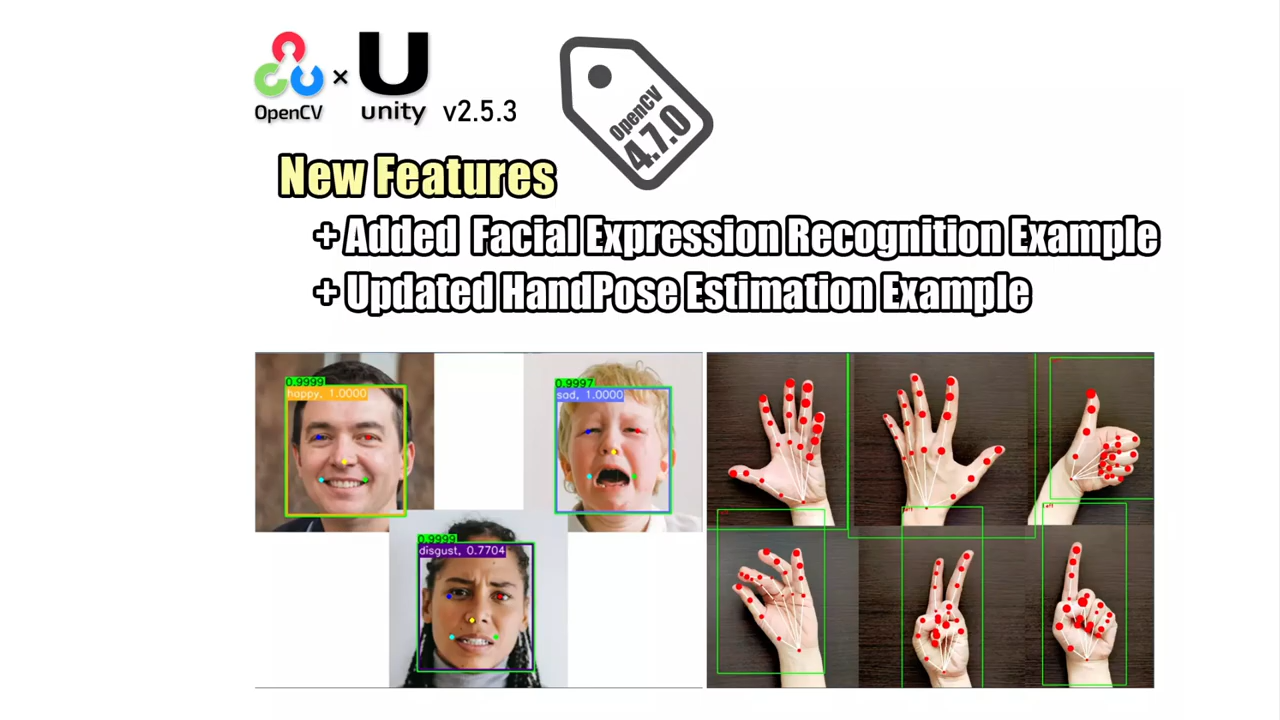 OpenCV × unity v2.5.3
OpenCV
4.7.0
New Features
+ Added Facial Expression Recognition Example
+ Updated HandPose Estimation Example
0.9999
happy, 1.0000
0.9997
sad, 1.0000
0.9999
disgust, 0.7704